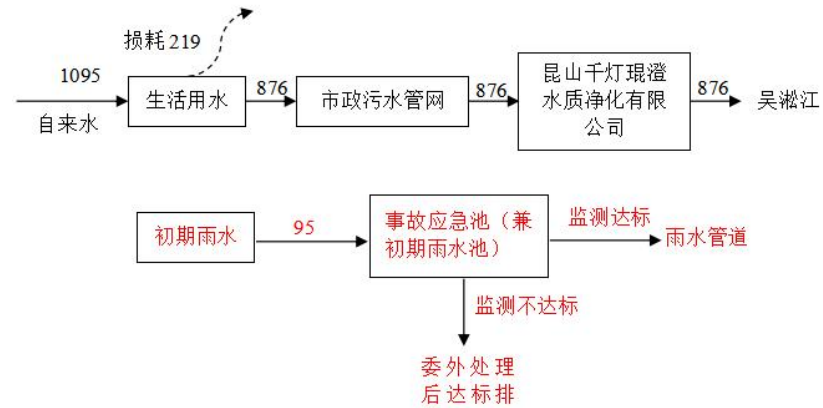 损耗219
1095
自来水
生活用水
876
市政污水管网
876
昆山千灯琨澄
水质净化有限
公司
876
吴淞江
初期雨水
95
事故应急池（兼
初期雨水池）
监测达标
雨水管道
监测不达标
委外处理
后达标排